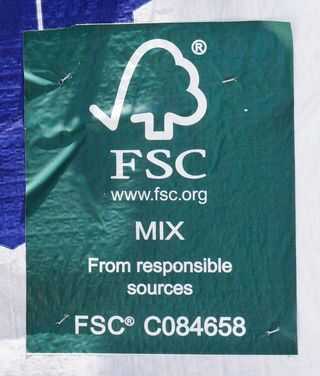 ®
FSC
www.fsc.org
MIX
From responsible
sources
FSC® C084658